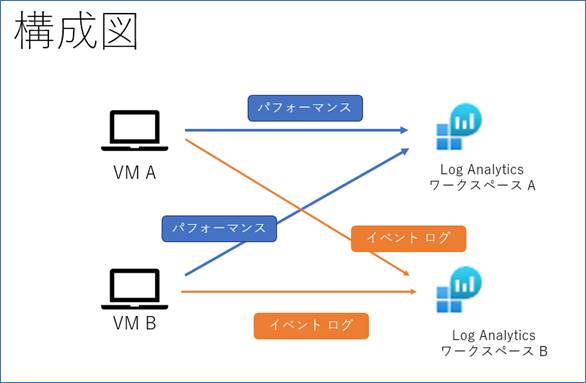 構成図
パフォーマンス
VM A
Log Analytics
ワークスペース A
パフォーマンス
イベント ログ
VM B
イベント ログ
Log Analytics
ワークスペース B